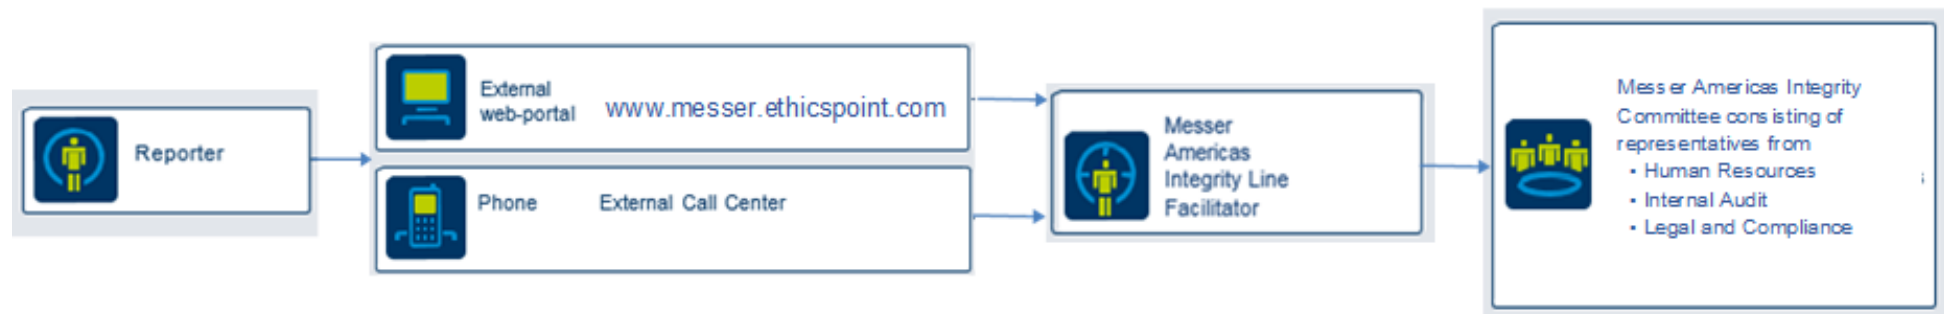 Reporter
External
web-portal www.messer.ethicspoint.com
Phone External Call Center
Messer
Americas
Integrity Line
Facilitator
Messer Americas Integrity
Committee consisting of
representatives from
▪ Human Resources
▪ Internal Audit
▪ Legal and Compliance